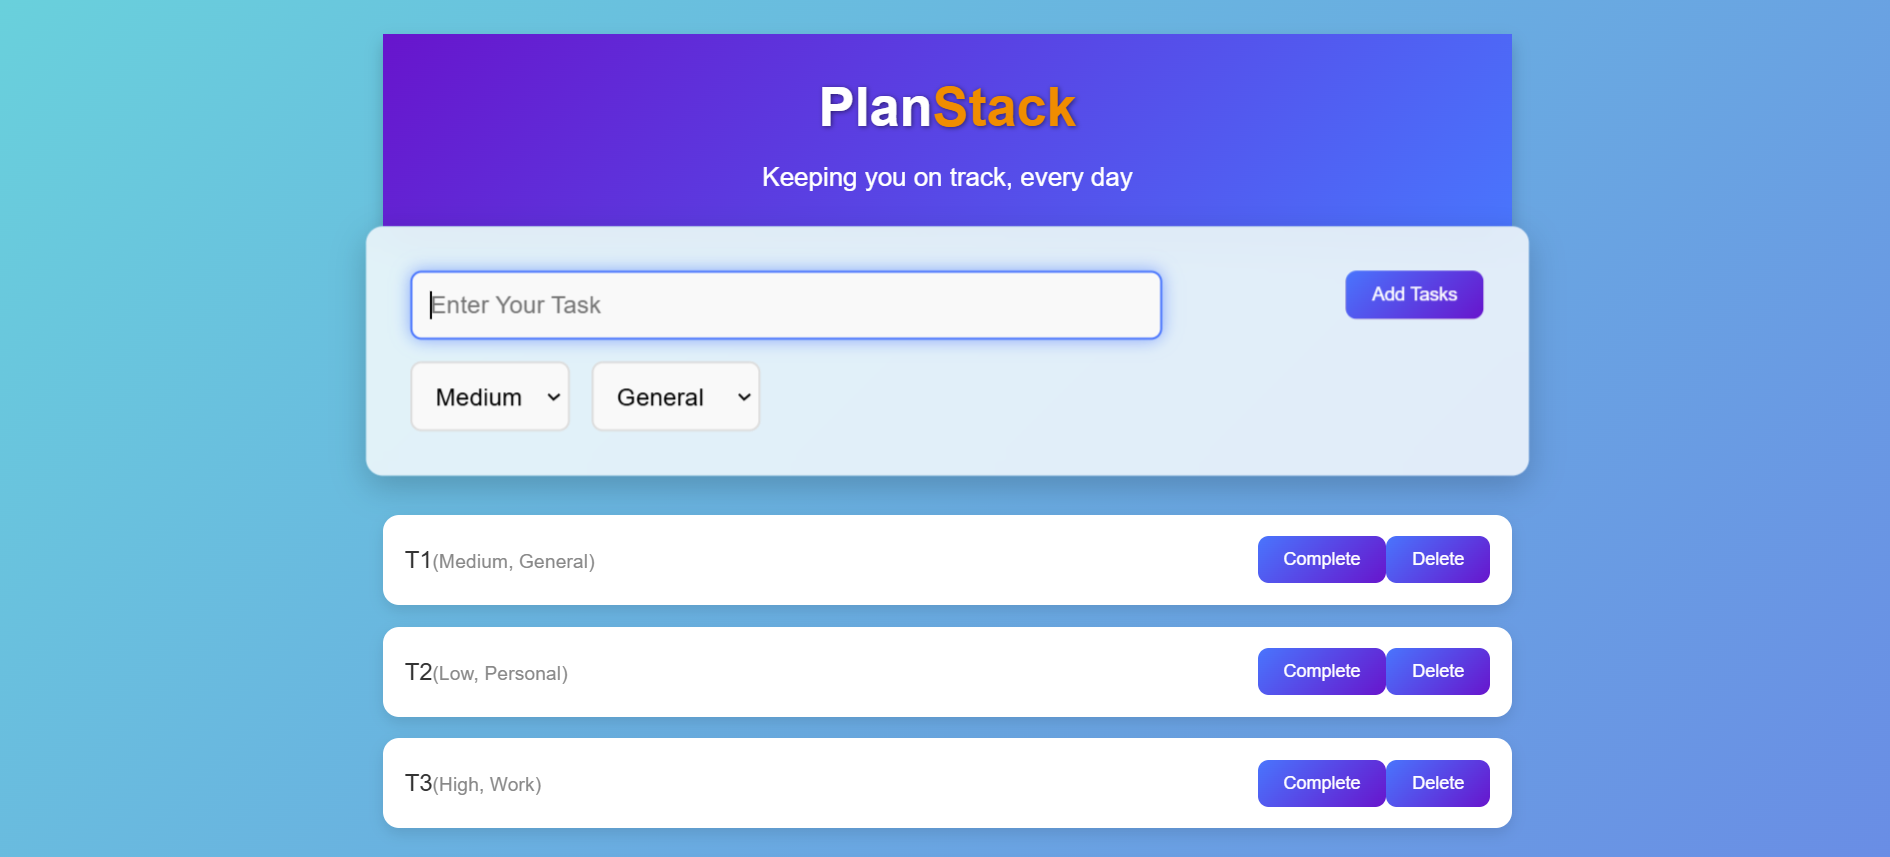 PlanStack
Keeping you on track, every day
Enter Your Task
Add Tasks
Medium General
T1(Medium, General) Complete Delete
T2(Low, Personal) Complete Delete
T3(High, Work) Complete Delete